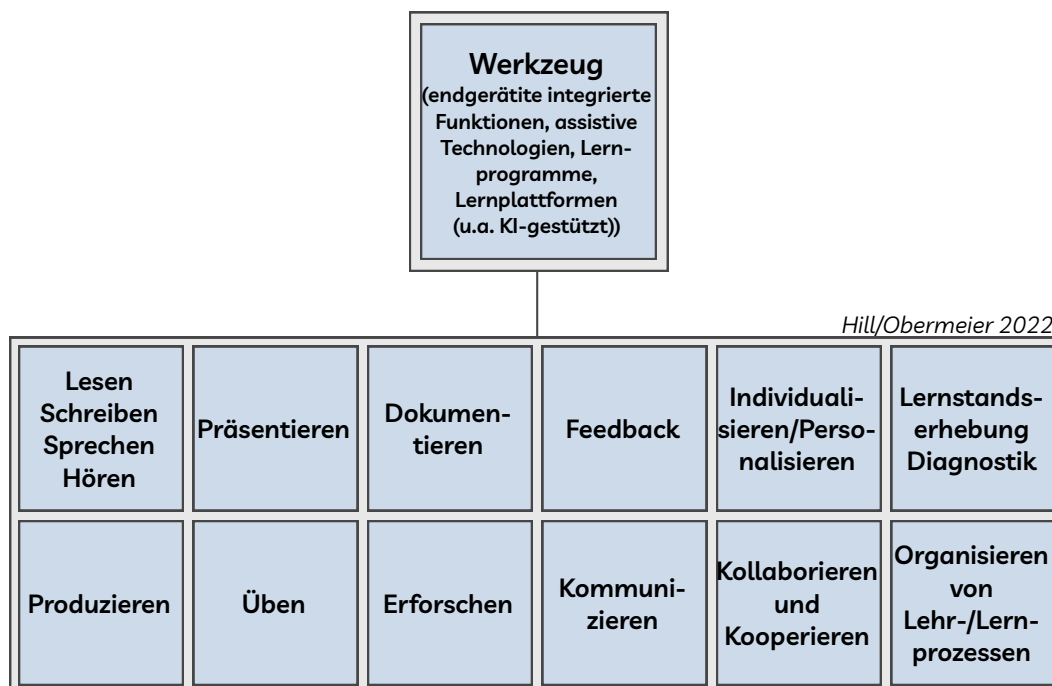 Werkzeug
(endgerätite integrierte
Funktionen, assistive
Technologien, Lern-
programme,
Lernplattformen
(u.a. KI-gestützt))
Hill/Obermeier 2022
Lesen
Schreiben
Sprechen
Hören
Präsentieren
Dokumen-
tieren
Feedback
Individuali-
sieren/Perso-
nalisieren
Lernstands-
erhebung
Diagnostik
Produzieren
Üben
Erforschen
Kommuni-
zieren
Kollaborieren
und
Kooperieren
Organisieren
von
Lehr-/Lern-
prozessen